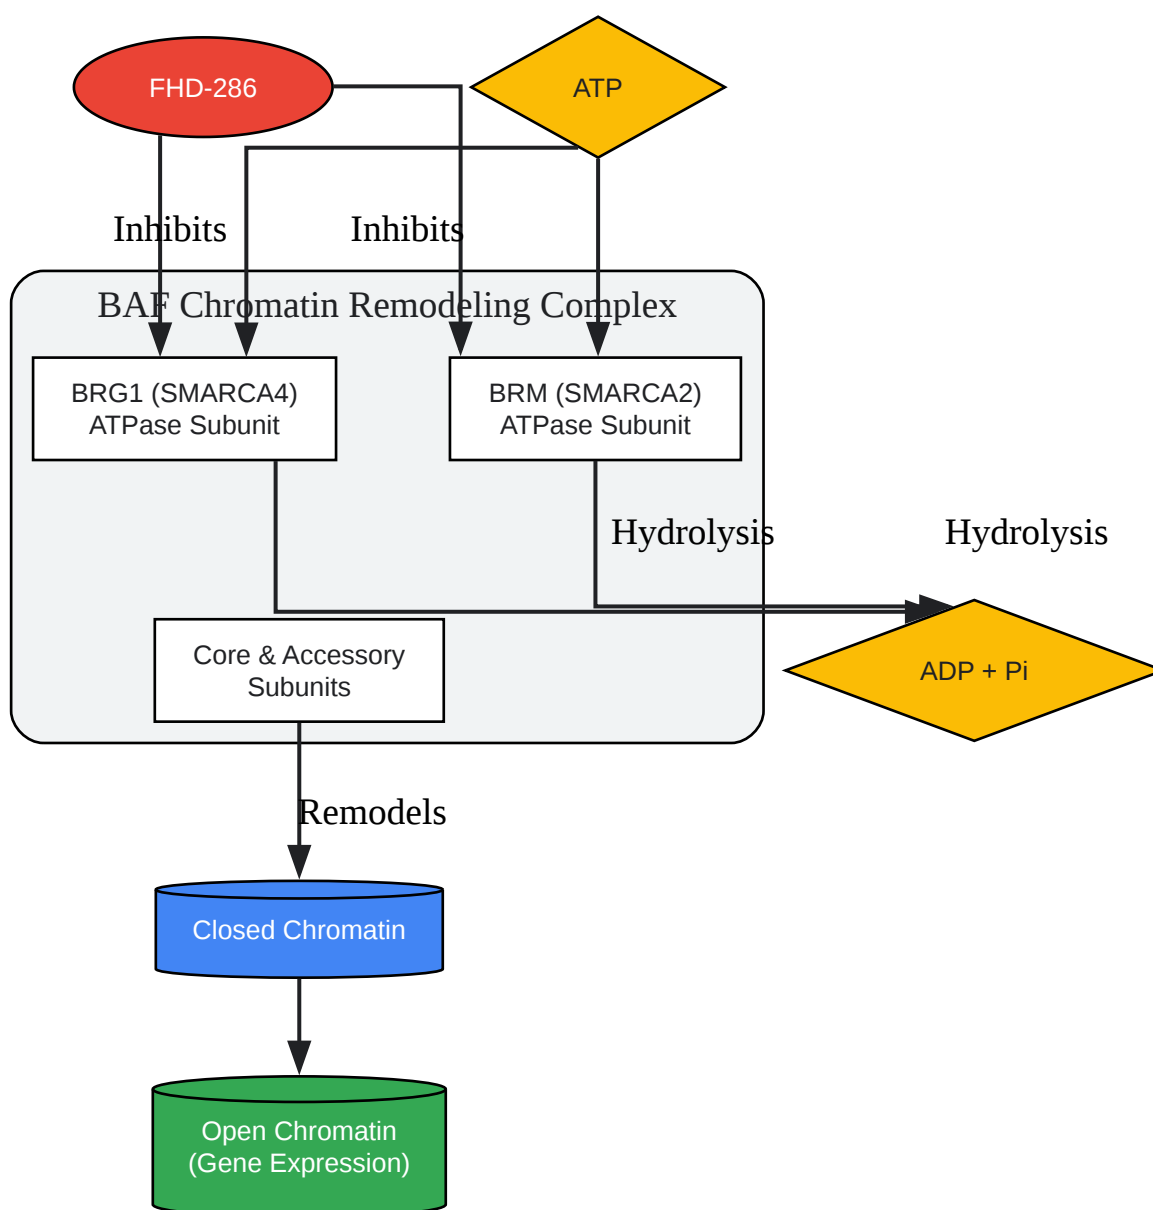 FHD-286
ATP
Inhibits
Inhibits
BAF Chromatin Remodeling Complex
BRG1 (SMARCA4)
ATPase Subunit
BRM (SMARCA2)
ATPase Subunit
Hydrolysis
Hydrolysis
Core & Accessory
Subunits
ADP + Pi
Remodels
Closed Chromatin
Open Chromatin
(Gene Expression)